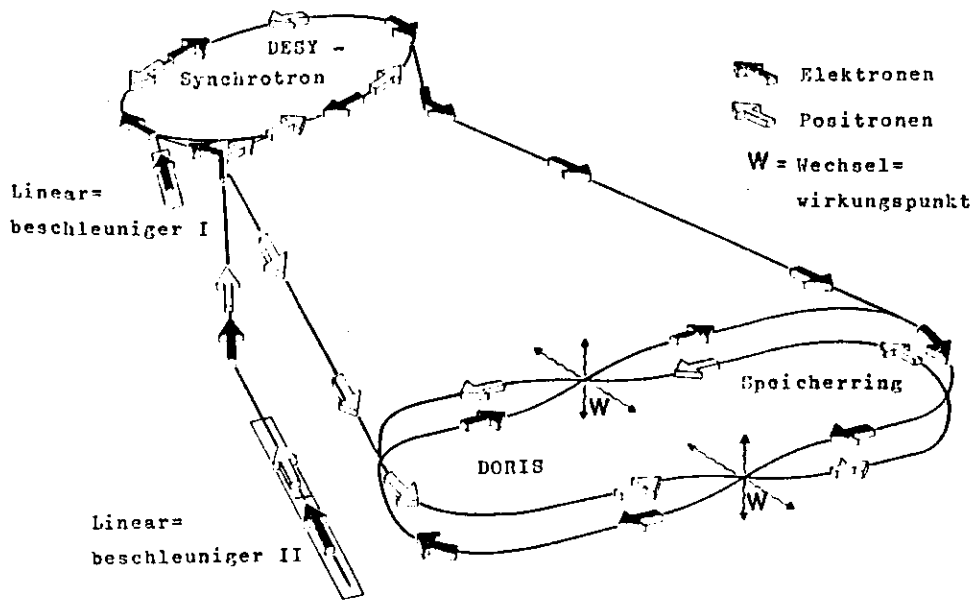 DESY -
Synchrotron
Elektronen
Positronen
W = Wechsel=
wirkungspunkt
Linear=
beschleuniger I
Speicherring
W
DORIS
W
Linear=
beschleuniger II